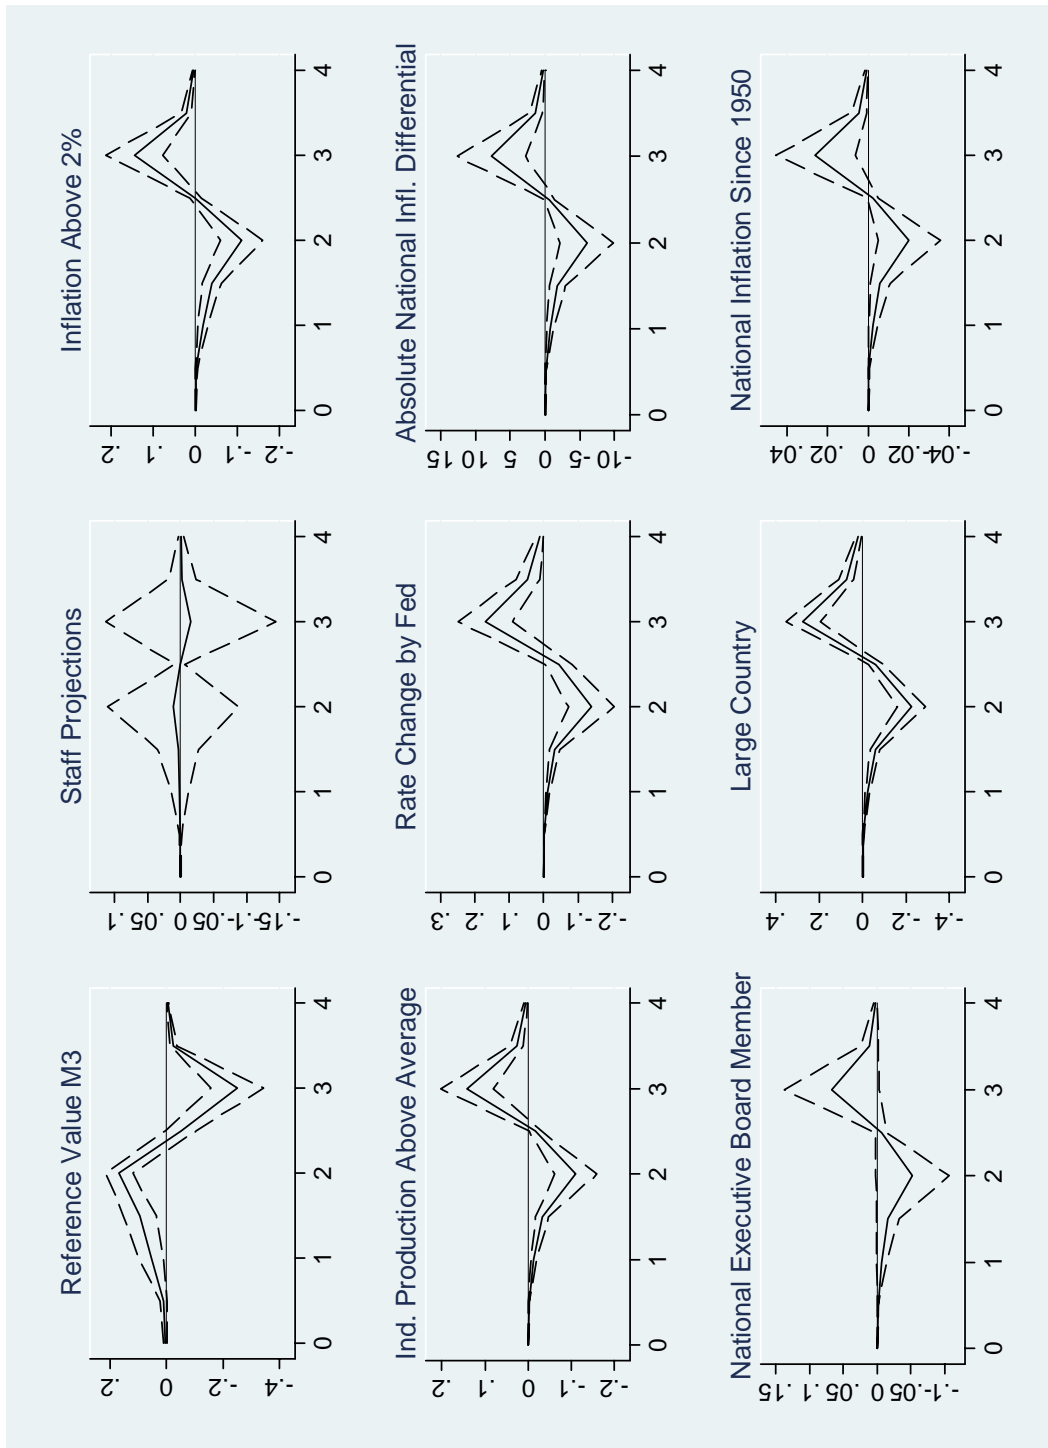 Reference Value M3
.2
0
-.2
-.4
0 1 2 3 4
Staff Projections
.1
.05
0
-.05
-.1
-.15
0 1 2 3 4
Inflation Above 2%
.2
.1
0
-.1
-.2
0 1 2 3 4
Ind. Production Above Average
.2
.1
0
-.1
-.2
0 1 2 3 4
Rate Change by Fed
.3
.2
.1
0
-.1
-.2
0 1 2 3 4
Absolute National Infl. Differential
15
10
5
0
-5
-10
0 1 2 3 4
National Executive Board Member
.15
.1
.05
0
-.05
-.1
0 1 2 3 4
Large Country
.4
.2
0
-.2
-.4
0 1 2 3 4
National Inflation Since 1950
.04
.02
0
-.02
-.04
0 1 2 3 4